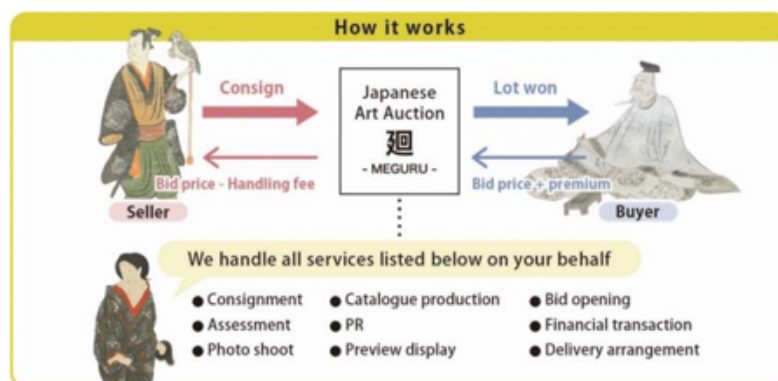 How it works
Consign
Japanese
Art Auction
廻
- MEGURU -
Lot won
Bid price - Handling fee
Bid price + premium
Seller
Buyer
We handle all services listed below on your behalf
● Consignment
● Catalogue production
● Bid opening
● Assessment
● PR
● Financial transaction
● Photo shoot
● Preview display
● Delivery arrangement